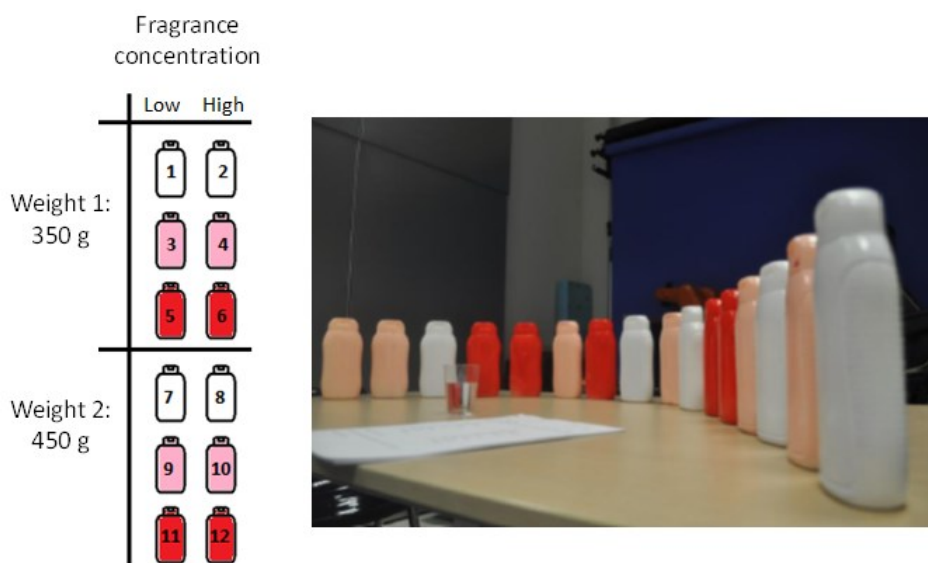 Fragrance
concentration
Low High
1 2
Weight 1:
350 g
3 4
5 6
7 8
Weight 2:
450 g
9 10
11 12